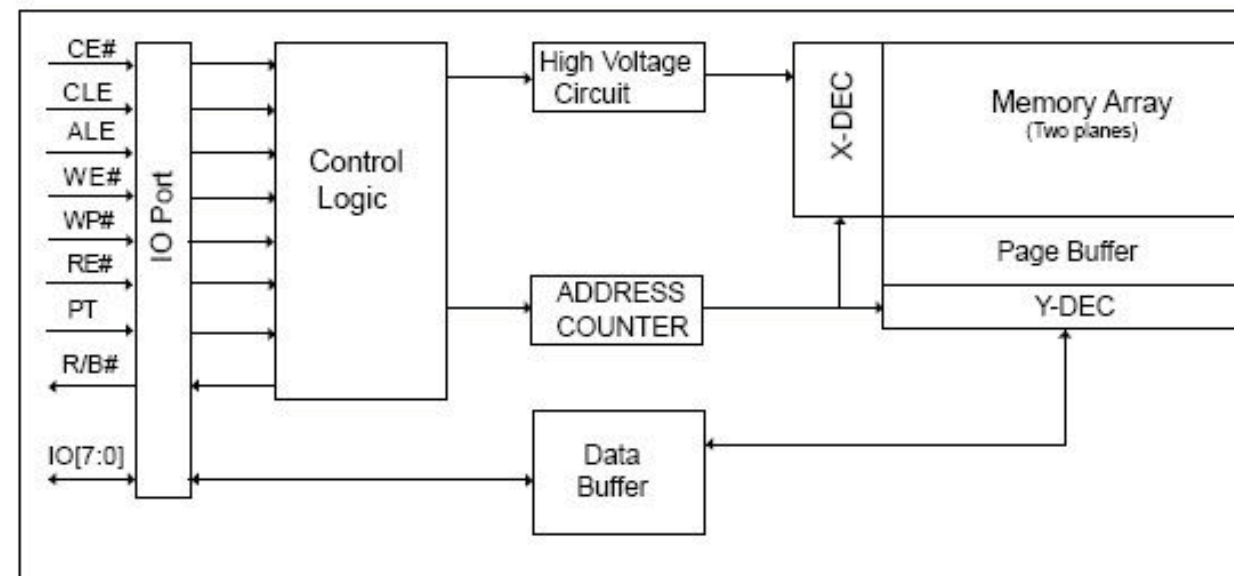 CE#
CLE
ALE
WE#
WP#
RE#
PT
R/B#
IO[7:0]
IO Port
Control
Logic
High Voltage
Circuit
ADDRESS
COUNTER
Data
Buffer
X-DEC
Memory Array
(Two planes)
Page Buffer
Y-DEC